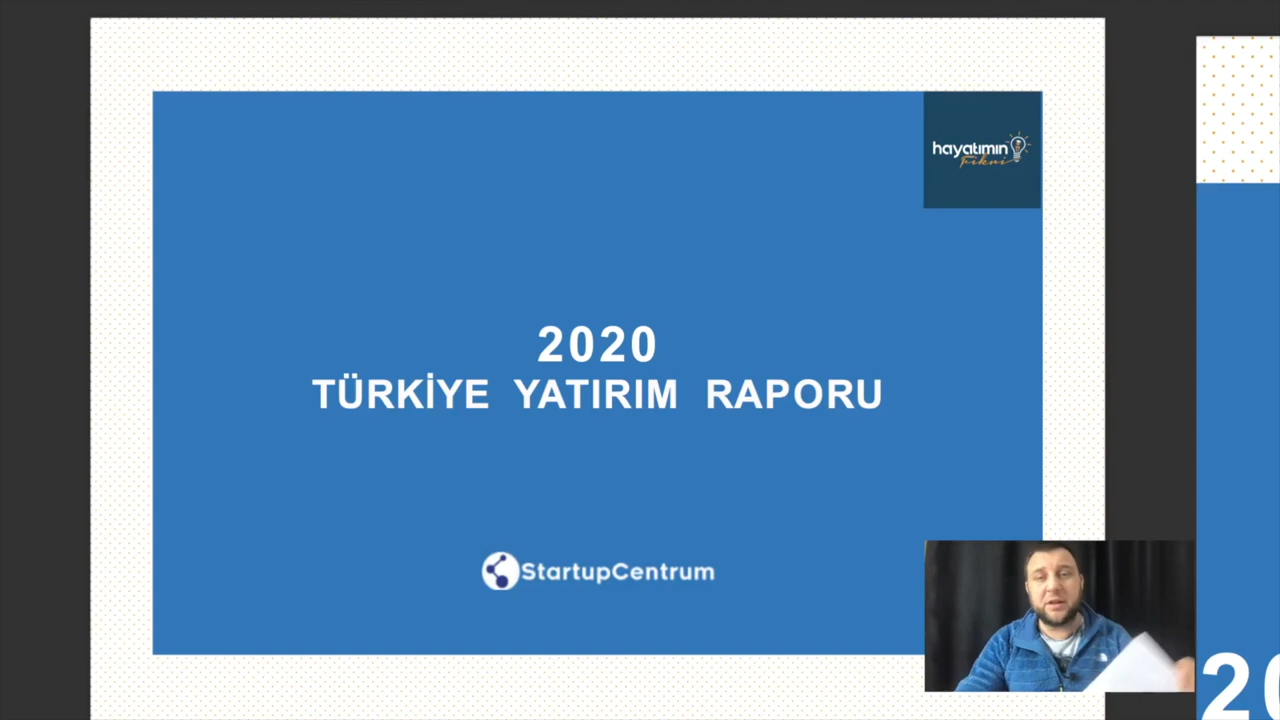 hayatımın
Fikri
2020
TÜRKİYE YATIRIM RAPORU
StartupCentrum
20